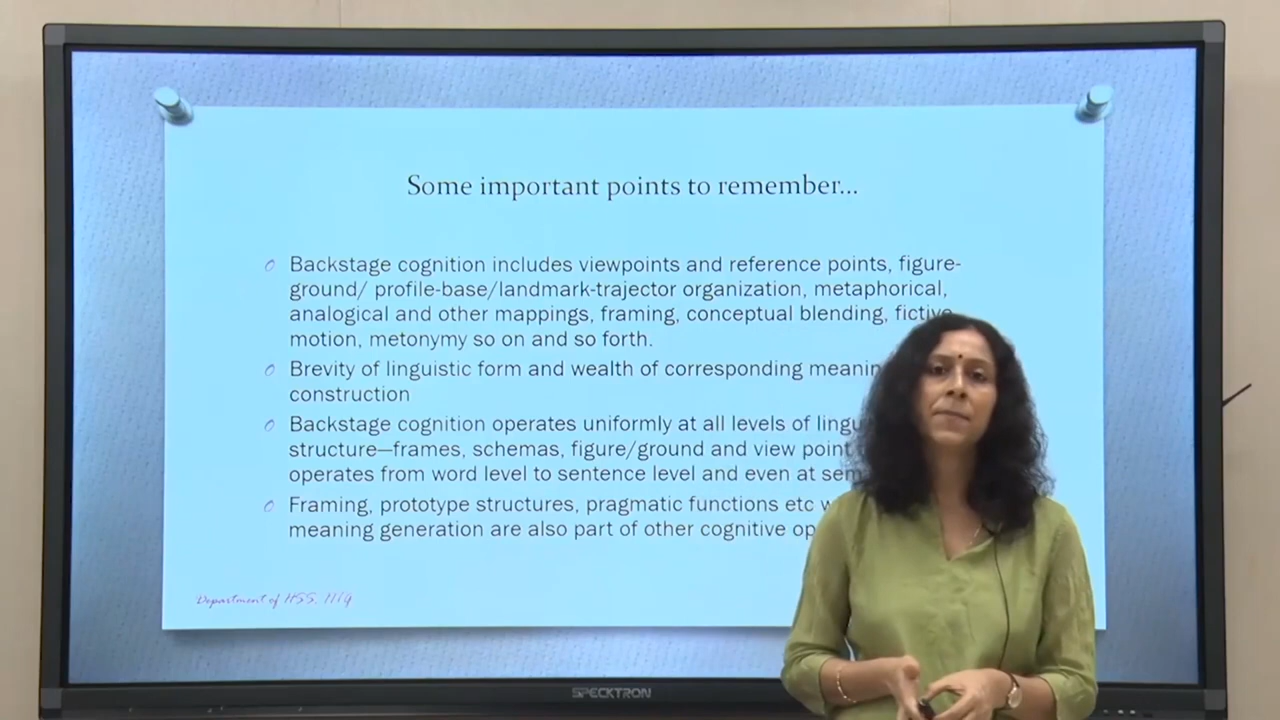 Some important points to remember...
Backstage cognition includes viewpoints and reference points, figure-
ground/ profile-base/landmark-trajector organization, metaphorical,
analogical and other mappings, framing, conceptual blending, fictive
motion, metonymy so on and so forth.
Brevity of linguistic form and wealth of corresponding
construction
Backstage cognition operates uniformly at all levels of
structure—frames, schemas, figure/ground and view point
operates from word level to sentence level and even at
Framing, prototype structures, pragmatic functions etc
meaning generation are also part of other cognitive
Department of HSS, IITG
SPECKTRON